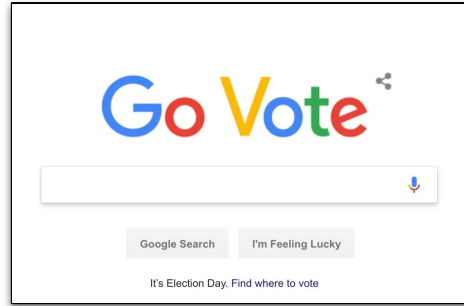 Go Vote
Google Search I'm Feeling Lucky
It's Election Day. Find where to vote